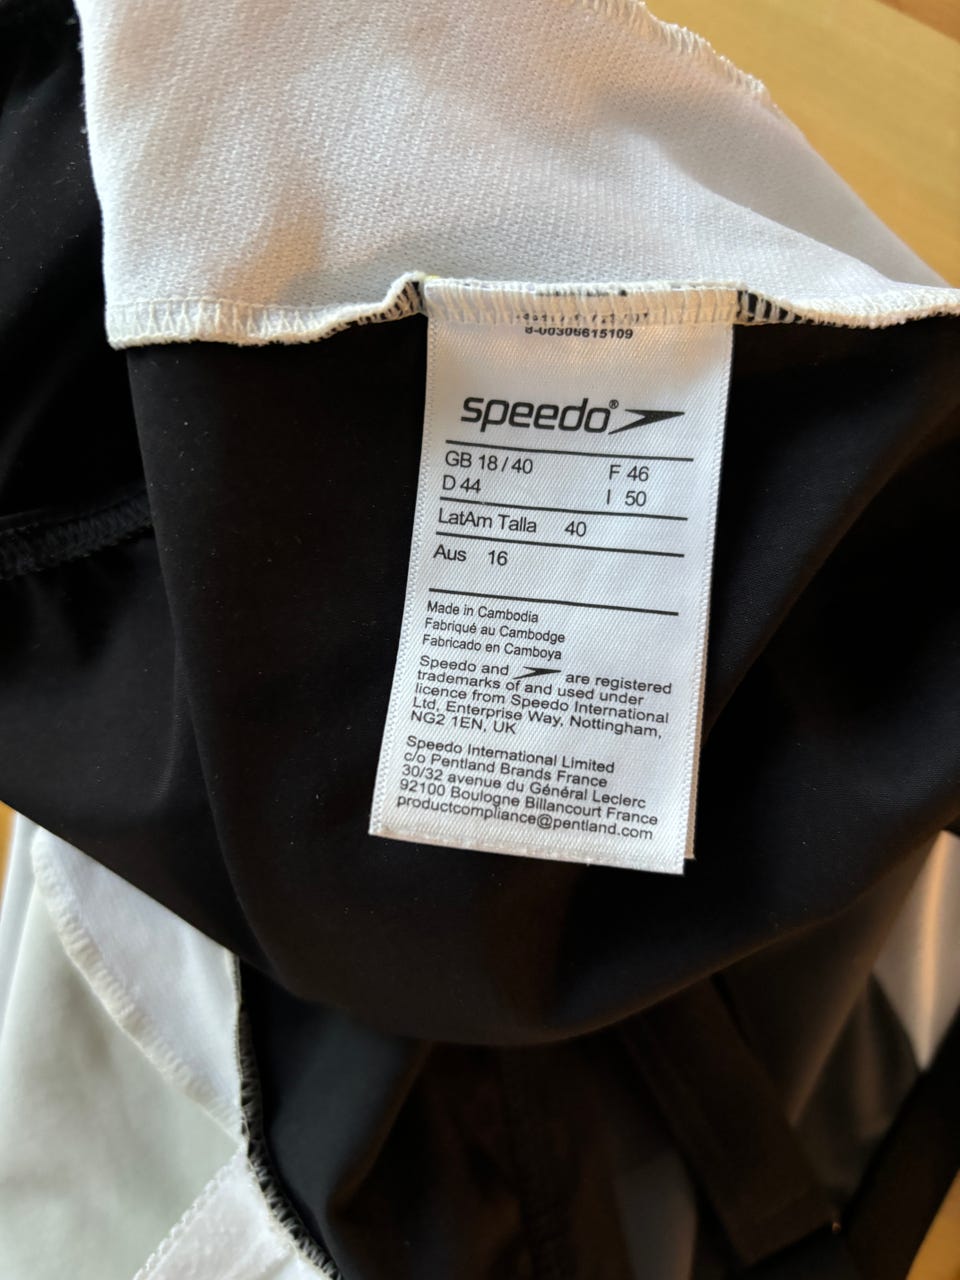 8-00306615109
speedo®
GB 18 / 40 F 46
D 44 I 50
LatAm Talla 40
Aus 16
Made in Cambodia
Fabriqué au Cambodge
Fabricado en Camboya
Speedo and are registered
trademarks of and used under
licence from Speedo International
Ltd, Enterprise Way, Nottingham,
NG2 1EN, UK
Speedo International Limited
c/o Pentland Brands France
30/32 avenue du Général Leclerc
92100 Boulogne Billancourt France
productcompliance@pentland.com